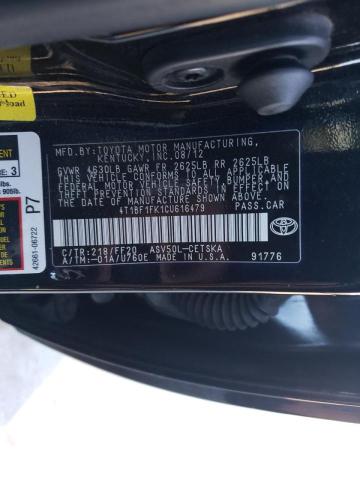 MFD.BY:TOYOTA MOTOR MANUFACTURING,
KENTUCKY,INC.08/12
GVWR 4630LB GAWR FR 2625LB RR 2625LB
THIS VEHICLE CONFORMS TO ALL APPLICABLE
FEDERAL MOTOR VEHICLE SAFETY, BUMPER, AND
THEFT PREVENTION STANDARDS IN EFFECT ON
THE DATE OF MANUFACTURE SHOWN ABOVE.
4T1BF1FK1CU616479 PASS.CAR
C/TR:218/FF20 ASV50L-CETSKA
A/TM:-01A/U760E MADE IN U.S.A. 91776
TOYOTA
3
lbs.
P7
42661-06722